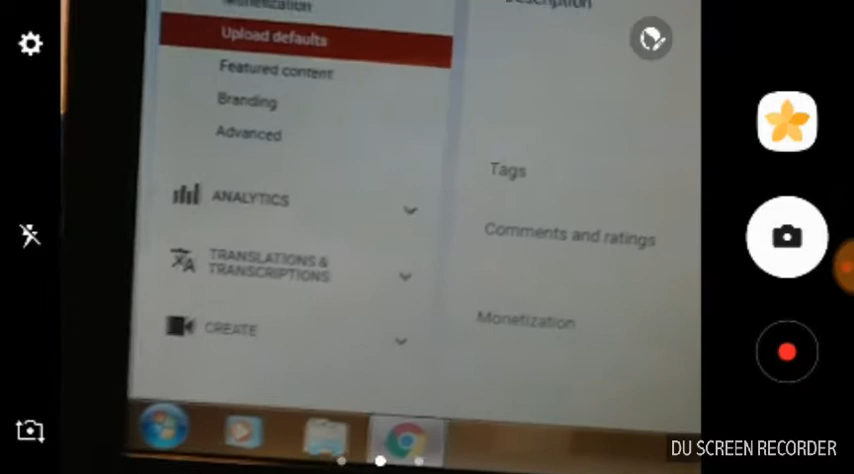 Monetization
Description
Upload defaults
Featured content
Branding
Advanced
ANALYTICS
TRANSLATIONS &
TRANSCRIPTIONS
CREATE
Tags
Comments and ratings
Monetization
DU SCREEN RECORDER